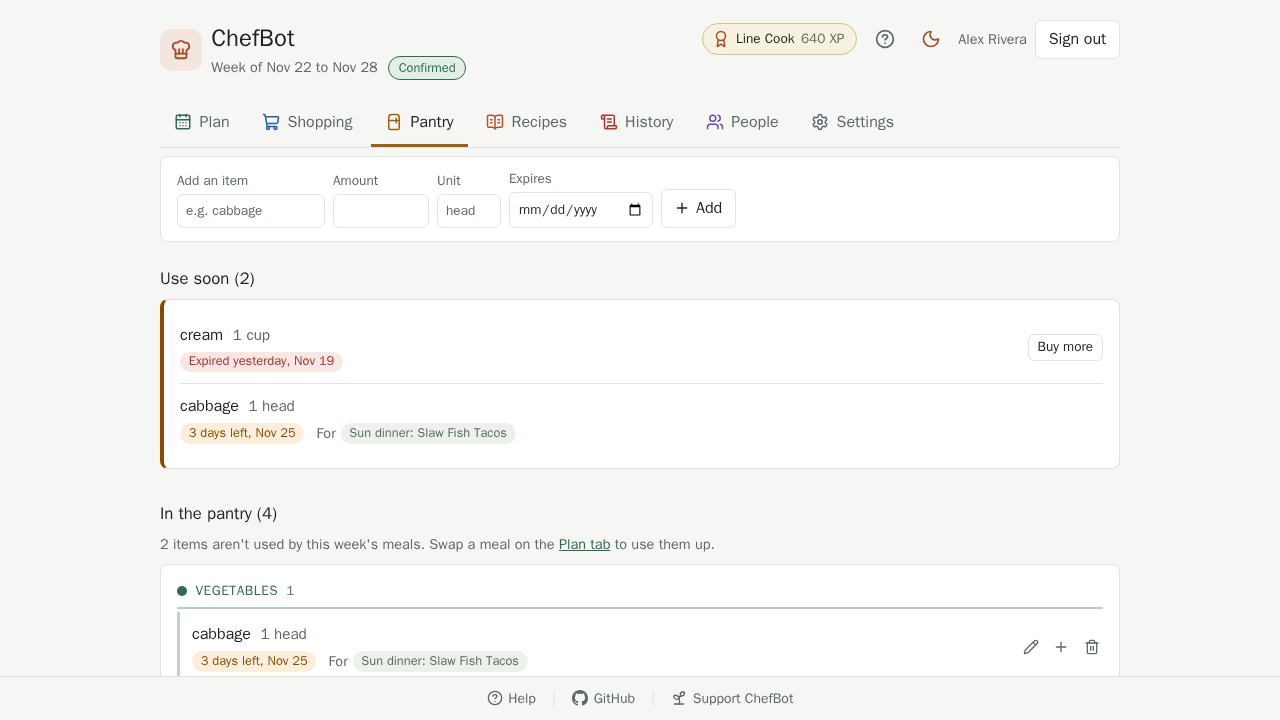 ChefBot
Week of Nov 22 to Nov 28 Confirmed
Line Cook 640 XP
Alex Rivera
Sign out
Plan
Shopping
Pantry
Recipes
History
People
Settings
Add an item
e.g. cabbage
Amount
Unit
head
Expires
mm/dd/yyyy
Add
Use soon (2)
cream 1 cup
Expired yesterday, Nov 19
Buy more
cabbage 1 head
3 days left, Nov 25 For Sun dinner: Slaw Fish Tacos
In the pantry (4)
2 items aren't used by this week's meals. Swap a meal on the Plan tab to use them up.
VEGETABLES 1
cabbage 1 head
3 days left, Nov 25 For Sun dinner: Slaw Fish Tacos
Help
GitHub
Support ChefBot